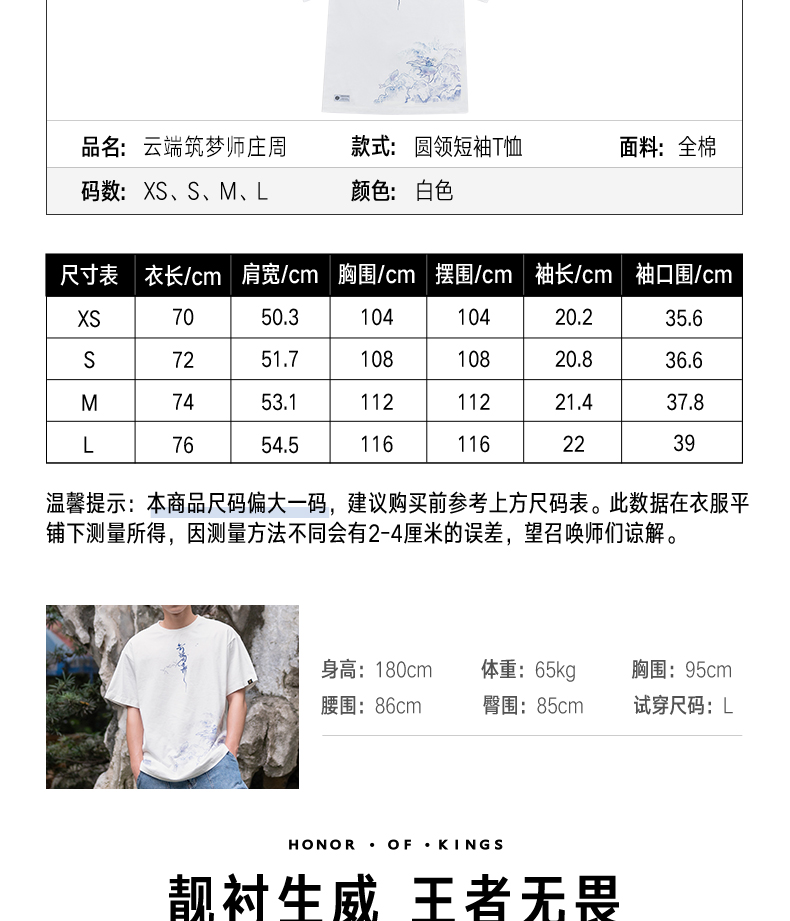 品名: 云端筑梦师庄周 款式: 圆领短袖T恤 面料: 全棉
码数: XS、S、M、L 颜色: 白色
尺寸表 衣长/cm 肩宽/cm 胸围/cm 摆围/cm 袖长/cm 袖口围/cm
XS 70 50.3 104 104 20.2 35.6
S 72 51.7 108 108 20.8 36.6
M 74 53.1 112 112 21.4 37.8
L 76 54.5 116 116 22 39
温馨提示：本商品尺码偏大一码，建议购买前参考上方尺码表。此数据在衣服平
铺下测量所得，因测量方法不同会有2-4厘米的误差，望召唤师们谅解。
身高：180cm 体重：65kg 胸围：95cm
腰围：86cm 臀围：85cm 试穿尺码：L
HONOR · OF · KINGS
靓衬生威 王者无畏